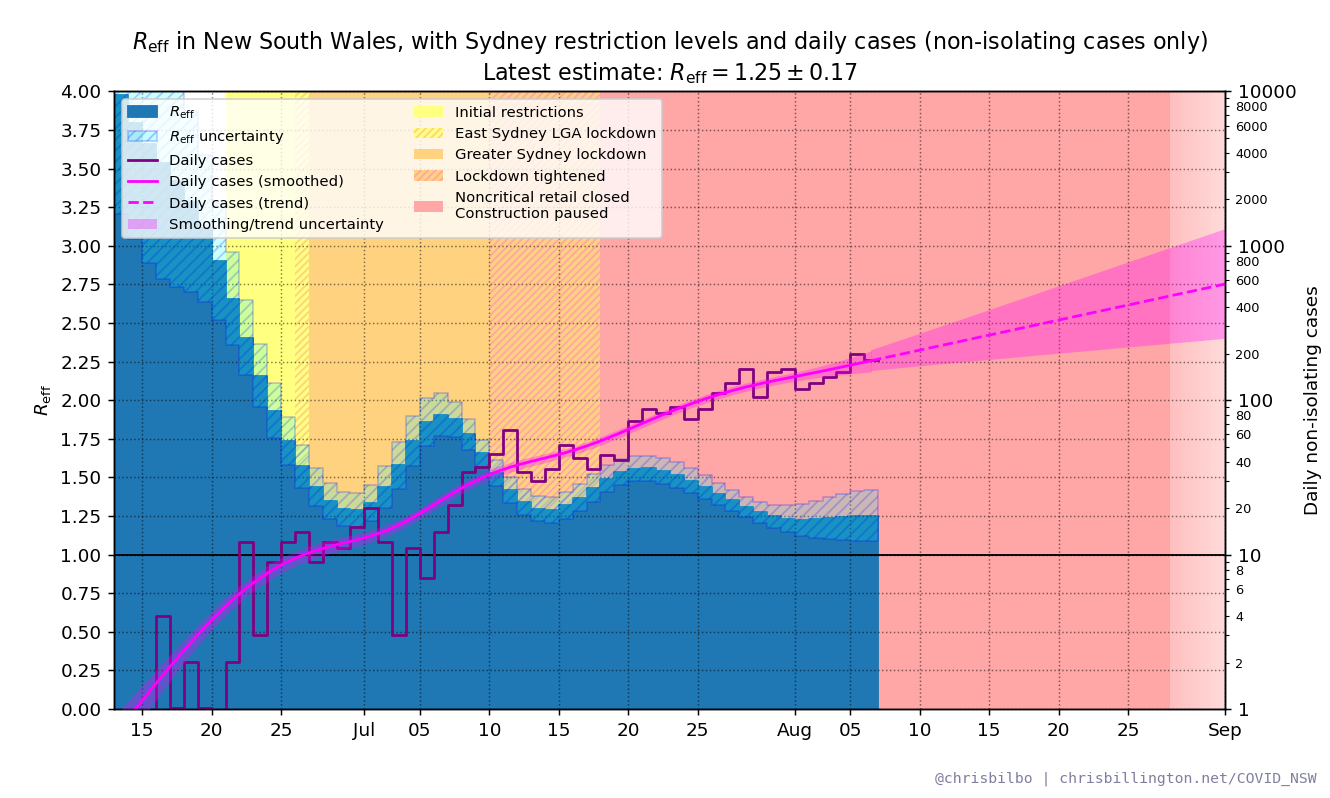 Reff in New South Wales, with Sydney restriction levels and daily cases (non-isolating cases only)
Latest estimate: Reff = 1.25 ± 0.17
Reff
Reff uncertainty
Daily cases
Daily cases (smoothed)
Daily cases (trend)
Smoothing/trend uncertainty
Initial restrictions
East Sydney LGA lockdown
Greater Sydney lockdown
Lockdown tightened
Noncritical retail closed
Construction paused
4.00
3.75
3.50
3.25
3.00
2.75
2.50
2.25
2.00
1.75
1.50
1.25
1.00
0.75
0.50
0.25
0.00
Reff
10000
8000
6000
4000
2000
1000
800
600
400
200
100
80
60
40
20
10
8
6
4
2
1
Daily non-isolating cases
15 20 25 Jul 05 10 15 20 25 Aug 05 10 15 20 25 Sep
@chrisbilbo | chrisbillington.net/COVID_NSW